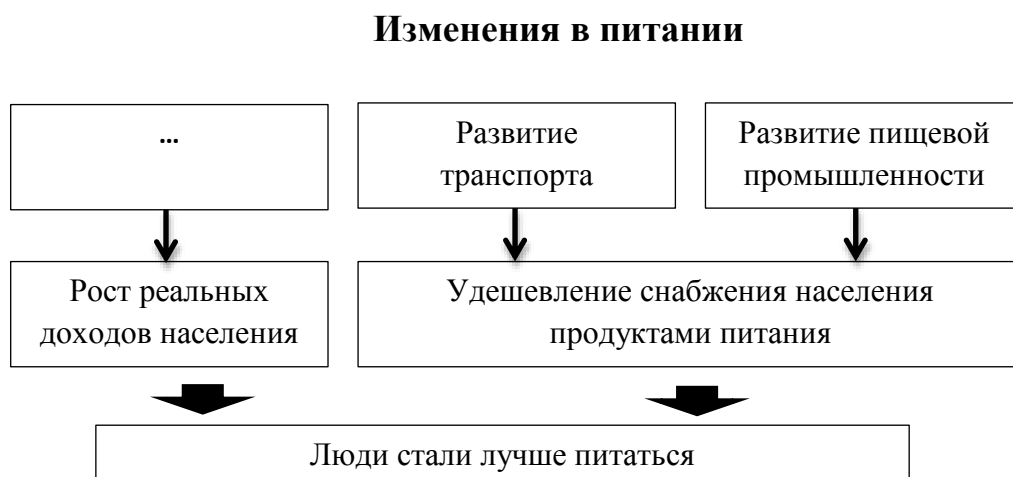 Изменения в питании
...
Развитие
транспорта
Развитие пищевой
промышленности
Рост реальных
доходов населения
Удешевление снабжения населения
продуктами питания
Люди стали лучше питаться